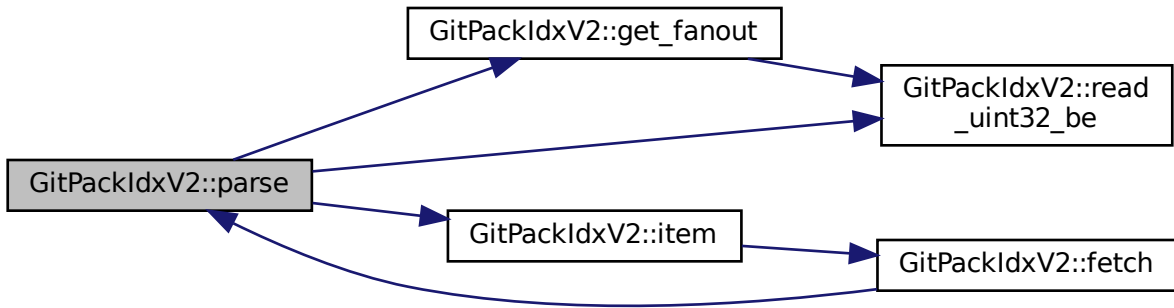 GitPackIdxV2::get_fanout
GitPackIdxV2::read
_uint32_be
GitPackIdxV2::parse
GitPackIdxV2::item
GitPackIdxV2::fetch